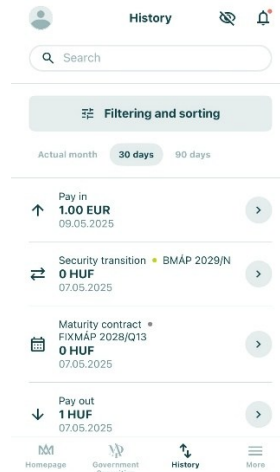 History
Search
Filtering and sorting
Actual month 30 days 90 days
Pay in
1.00 EUR
09.05.2025
Security transition • BMÁP 2029/N
0 HUF
07.05.2025
Maturity contract •
FIXMÁP 2028/Q13
0 HUF
07.05.2025
Pay out
1 HUF
07.05.2025
Homepage Government History More